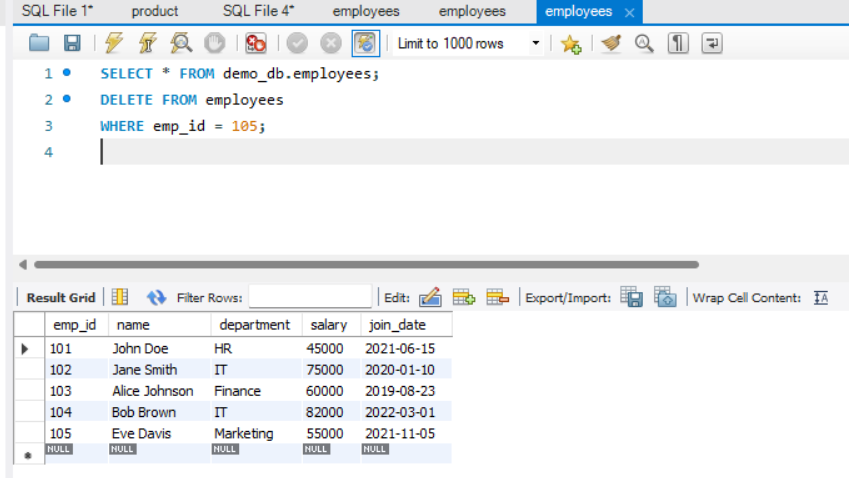 SQL File 1* product SQL File 4* employees employees employees ×
Limit to 1000 rows
1 SELECT * FROM demo_db.employees;
2 DELETE FROM employees
3 WHERE emp_id = 105;
4
Result Grid Filter Rows: Edit: Export/Import: Wrap Cell Content: IA
emp_id name department salary join_date
101 John Doe HR 45000 2021-06-15
102 Jane Smith IT 75000 2020-01-10
103 Alice Johnson Finance 60000 2019-08-23
104 Bob Brown IT 82000 2022-03-01
105 Eve Davis Marketing 55000 2021-11-05
NULL NULL NULL NULL NULL